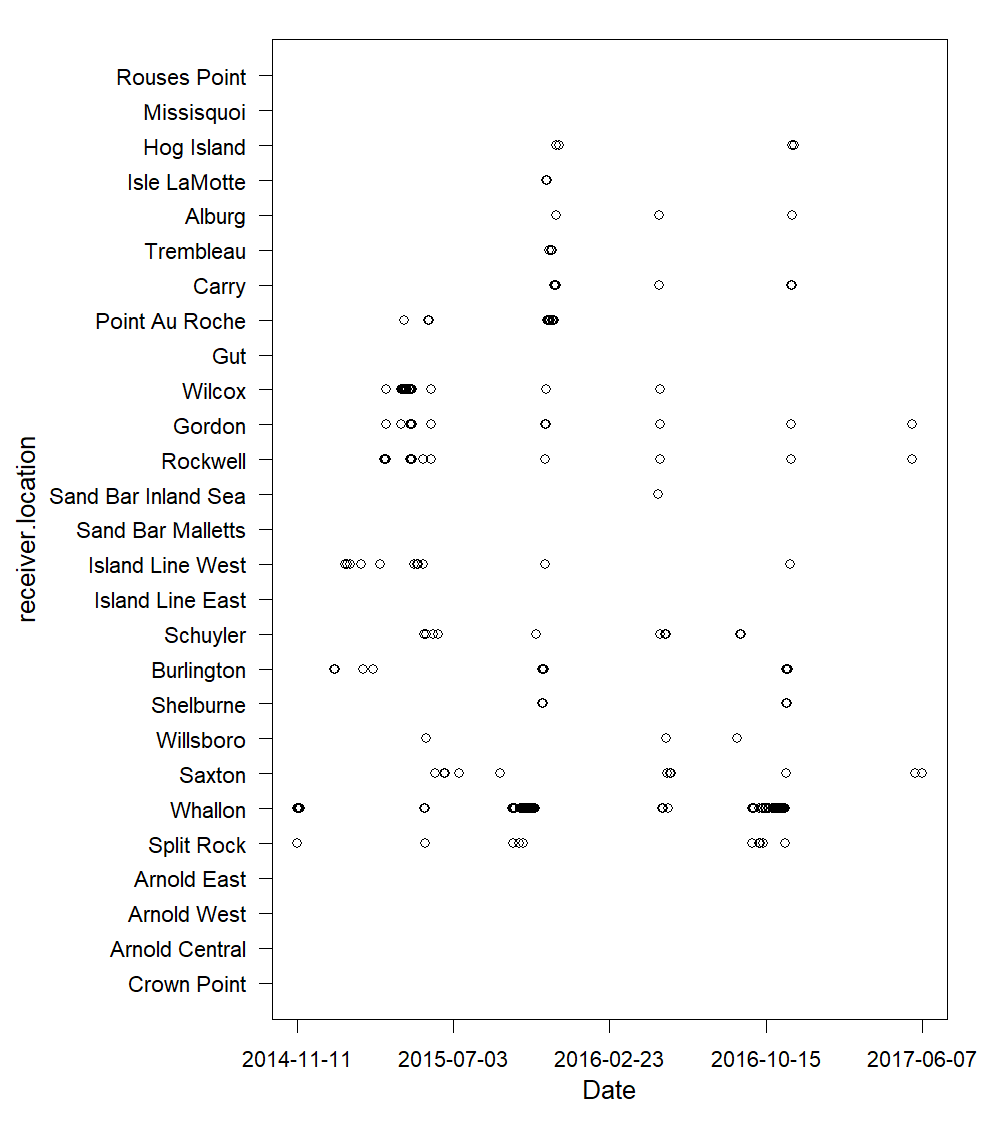 Rouses Point
Missisquoi
Hog Island
Isle LaMotte
Alburg
Trembleau
Carry
Point Au Roche
Gut
Wilcox
Gordon
Rockwell
Sand Bar Inland Sea
Sand Bar Malletts
Island Line West
Island Line East
Schuyler
Burlington
Shelburne
Willsboro
Saxton
Whallon
Split Rock
Arnold East
Arnold West
Arnold Central
Crown Point
receiver.location
2014-11-11 2015-07-03 2016-02-23 2016-10-15 2017-06-07
Date